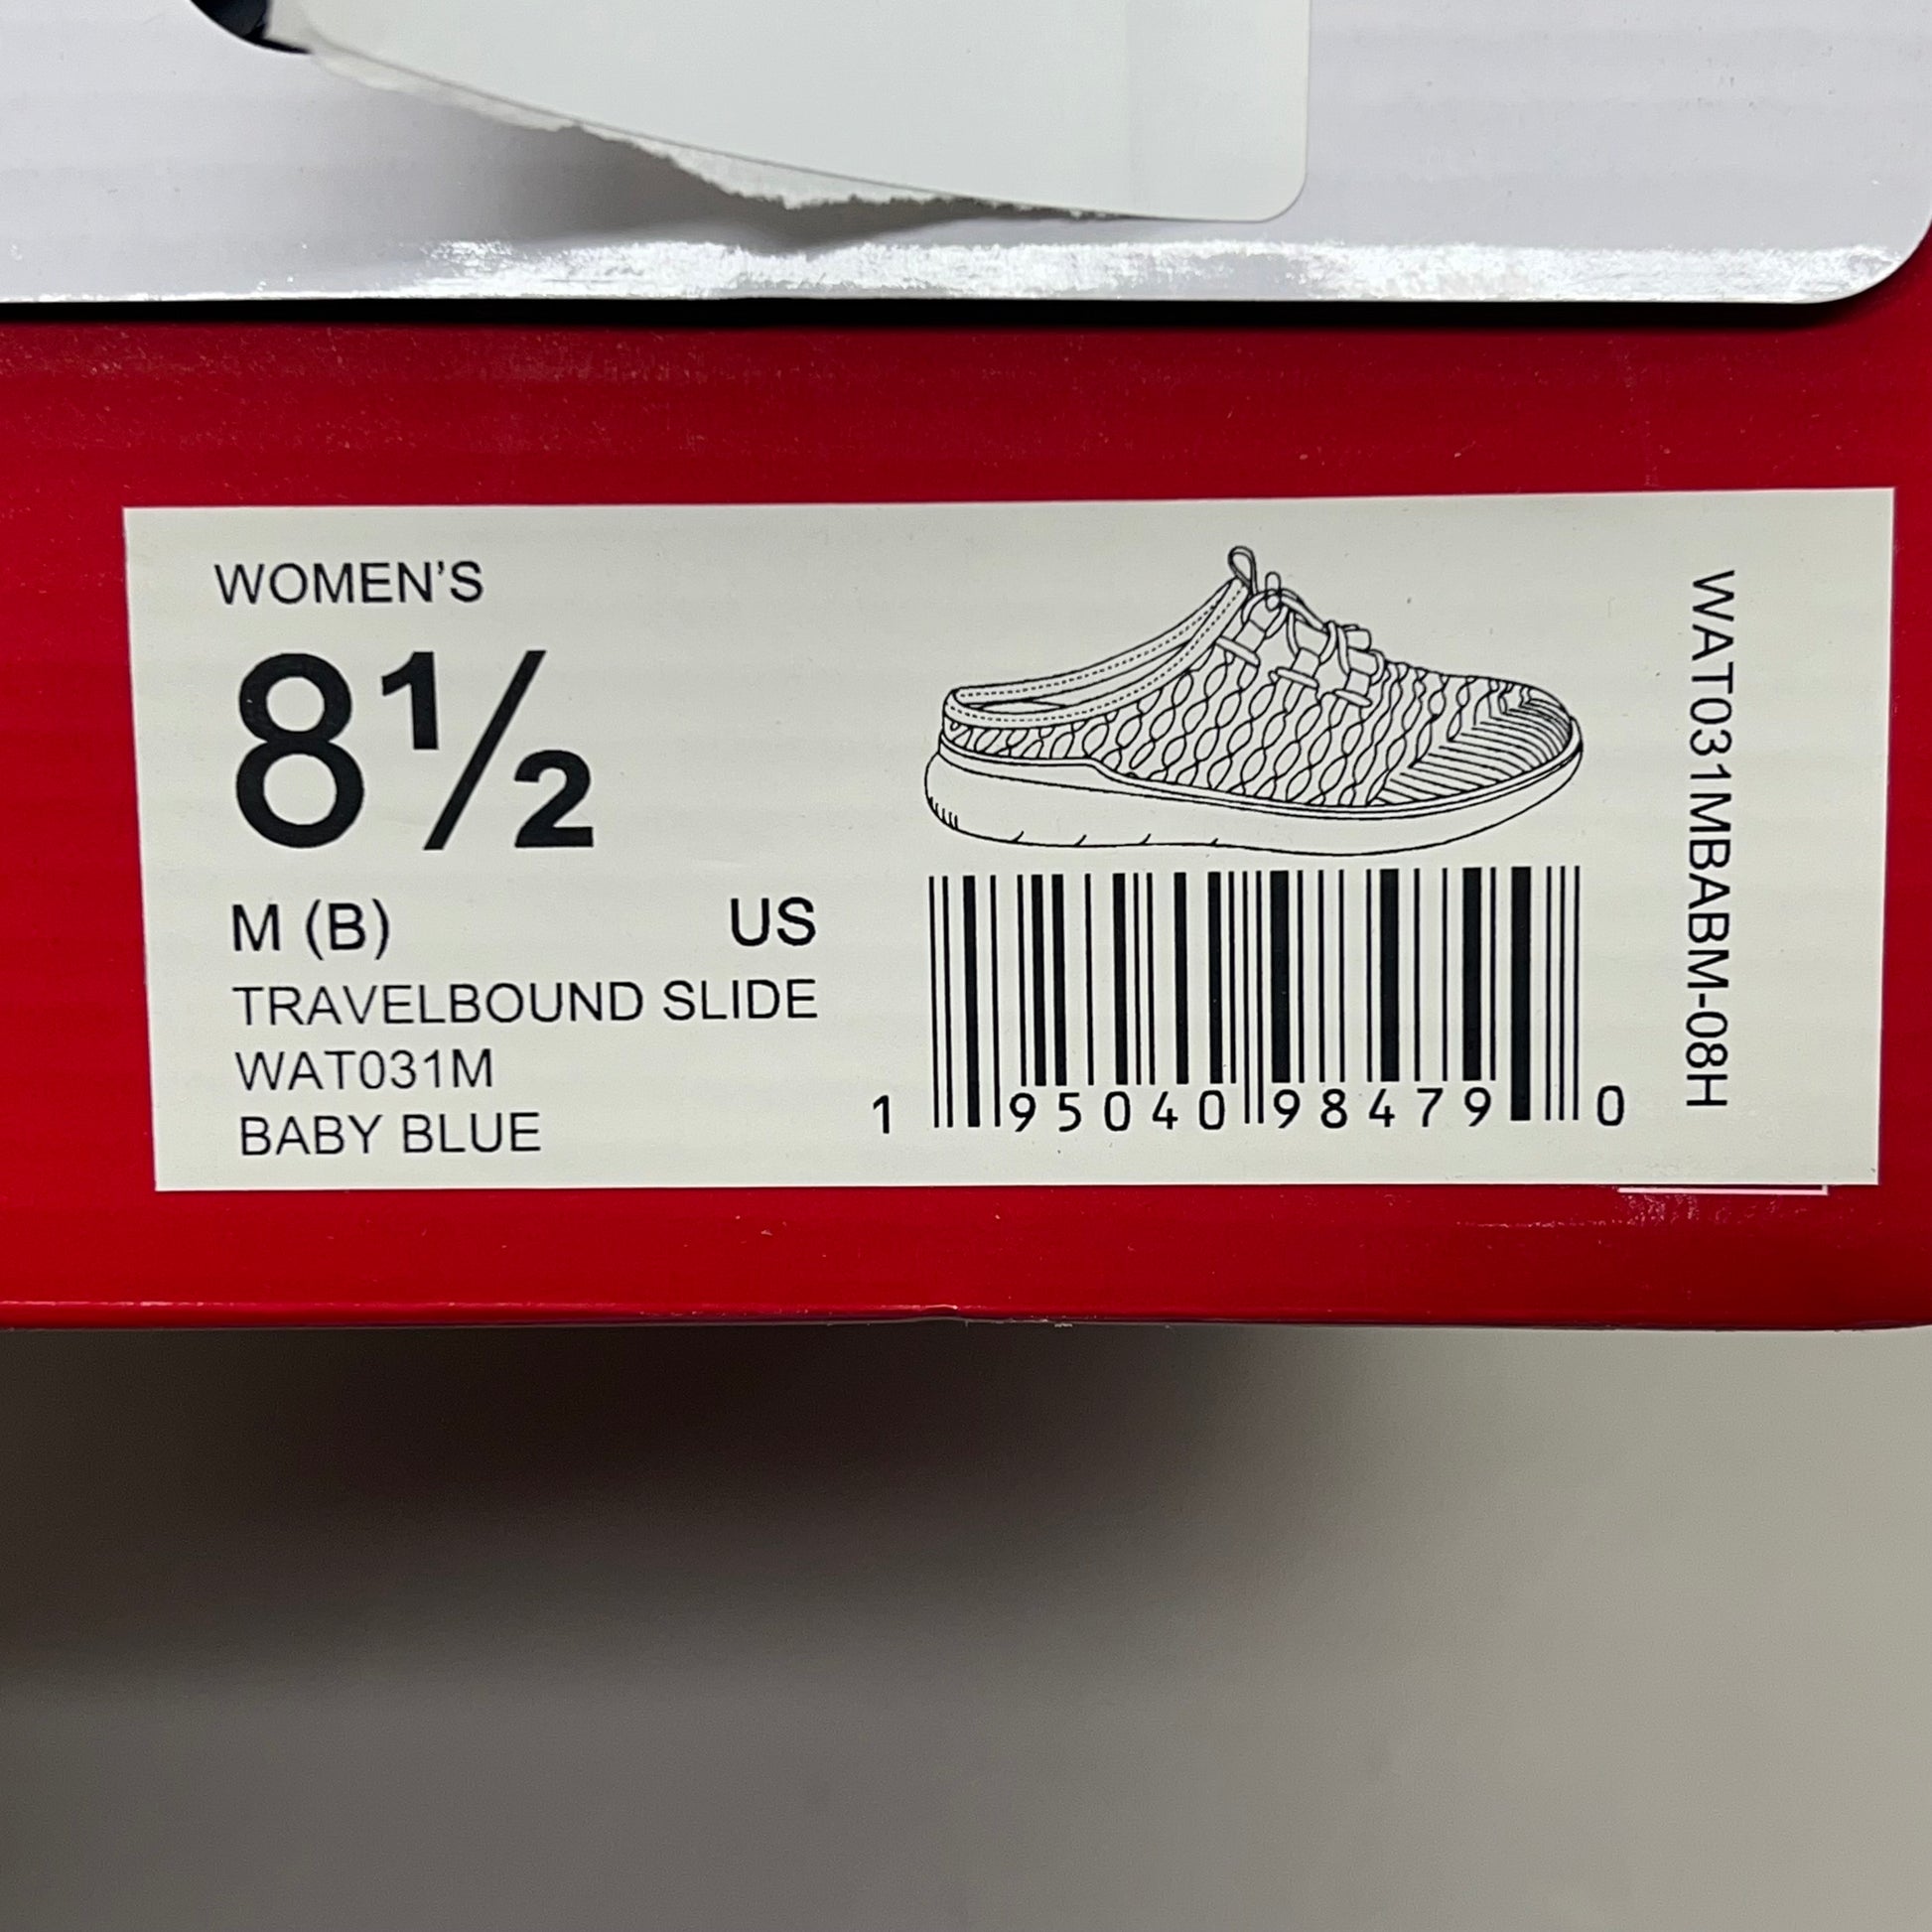 WOMEN'S
8½
M (B) US
TRAVELBOUND SLIDE
WAT031M
BABY BLUE
1 95040 98479 0
WAT031MBABM-08H